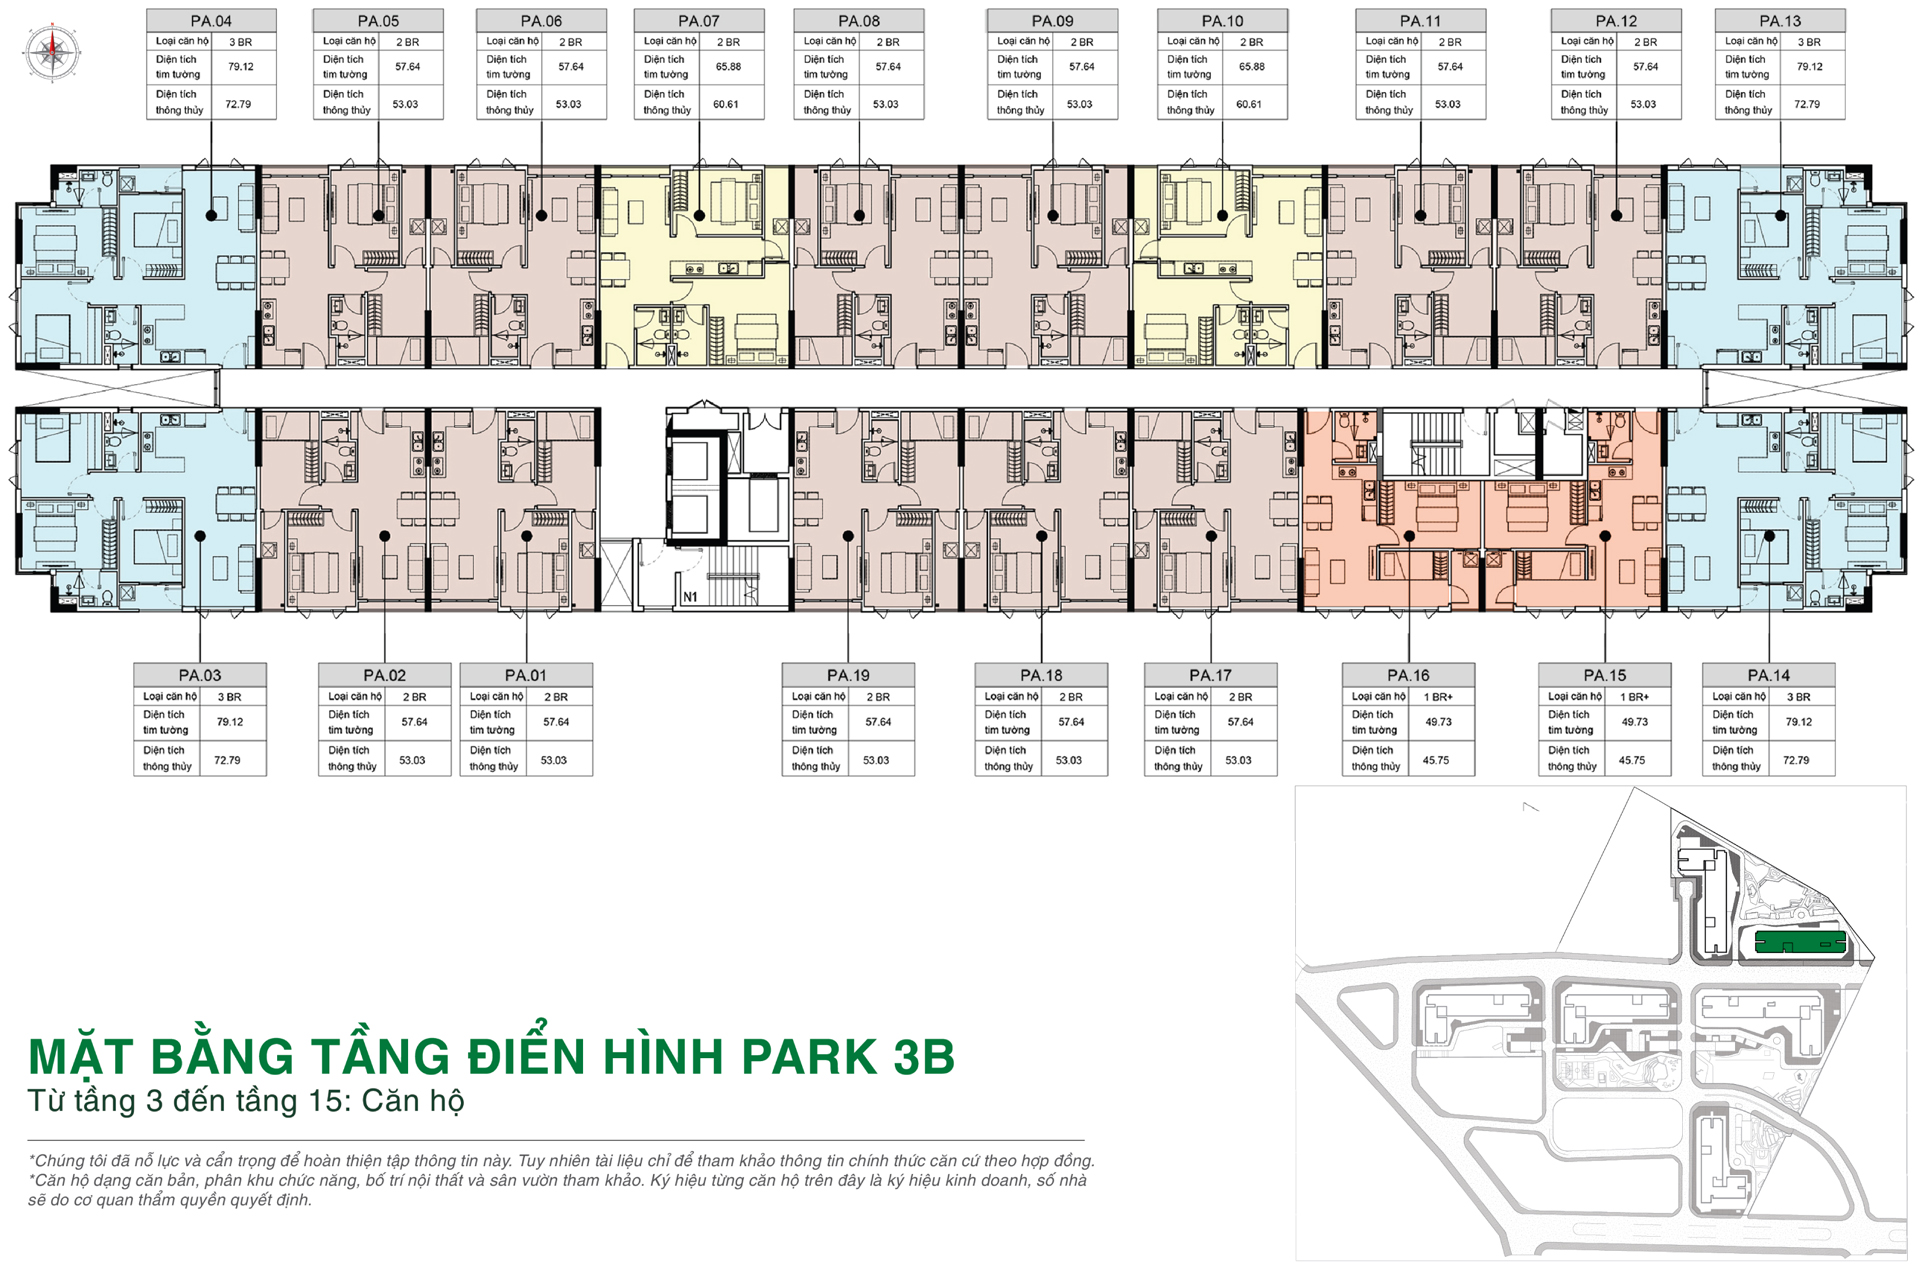 PA.04
Loại căn hộ 3 BR
Diện tích
tim tường 79.12
Diện tích
thông thủy 72.79
PA.05
Loại căn hộ 2 BR
Diện tích
tim tường 57.64
Diện tích
thông thủy 53.03
PA.06
Loại căn hộ 2 BR
Diện tích
tim tường 57.64
Diện tích
thông thủy 53.03
PA.07
Loại căn hộ 2 BR
Diện tích
tim tường 65.88
Diện tích
thông thủy 60.61
PA.08
Loại căn hộ 2 BR
Diện tích
tim tường 57.64
Diện tích
thông thủy 53.03
PA.09
Loại căn hộ 2 BR
Diện tích
tim tường 57.64
Diện tích
thông thủy 53.03
PA.10
Loại căn hộ 2 BR
Diện tích
tim tường 65.88
Diện tích
thông thủy 60.61
PA.11
Loại căn hộ 2 BR
Diện tích
tim tường 57.64
Diện tích
thông thủy 53.03
PA.12
Loại căn hộ 2 BR
Diện tích
tim tường 57.64
Diện tích
thông thủy 53.03
PA.13
Loại căn hộ 3 BR
Diện tích
tim tường 79.12
Diện tích
thông thủy 72.79
N1
PA.03
Loại căn hộ 3 BR
Diện tích
tim tường 79.12
Diện tích
thông thủy 72.79
PA.02
Loại căn hộ 2 BR
Diện tích
tim tường 57.64
Diện tích
thông thủy 53.03
PA.01
Loại căn hộ 2 BR
Diện tích
tim tường 57.64
Diện tích
thông thủy 53.03
PA.19
Loại căn hộ 2 BR
Diện tích
tim tường 57.64
Diện tích
thông thủy 53.03
PA.18
Loại căn hộ 2 BR
Diện tích
tim tường 57.64
Diện tích
thông thủy 53.03
PA.17
Loại căn hộ 2 BR
Diện tích
tim tường 57.64
Diện tích
thông thủy 53.03
PA.16
Loại căn hộ 1 BR+
Diện tích
tim tường 49.73
Diện tích
thông thủy 45.75
PA.15
Loại căn hộ 1 BR+
Diện tích
tim tường 49.73
Diện tích
thông thủy 45.75
PA.14
Loại căn hộ 3 BR
Diện tích
tim tường 79.12
Diện tích
thông thủy 72.79
MẶT BẰNG TẦNG ĐIỂN HÌNH PARK 3B
Từ tầng 3 đến tầng 15: Căn hộ
*Chúng tôi đã nỗ lực và cẩn trọng để hoàn thiện tập thông tin này. Tuy nhiên tài liệu chỉ để tham khảo thông tin chính thức căn cứ theo hợp đồng.
*Căn hộ dạng căn bản, phân khu chức năng, bố trí nội thất và sân vườn tham khảo. Ký hiệu từng căn hộ trên đây là ký hiệu kinh doanh, số nhà
sẽ do cơ quan thẩm quyền quyết định.